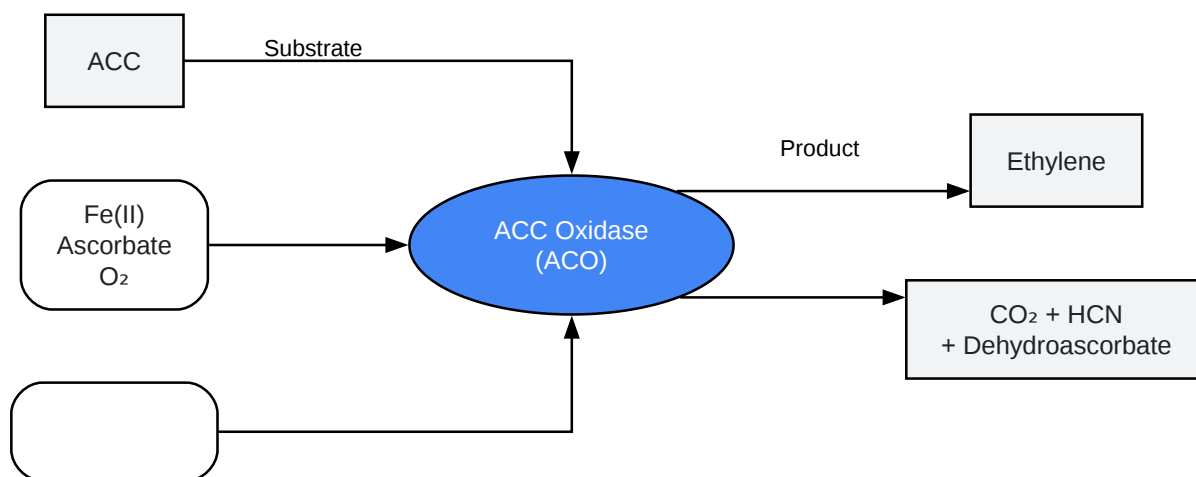 ACC
Substrate
Product
Ethylene
Fe(II)
Ascorbate
O₂
ACC Oxidase
(ACO)
CO₂ + HCN
+ Dehydroascorbate